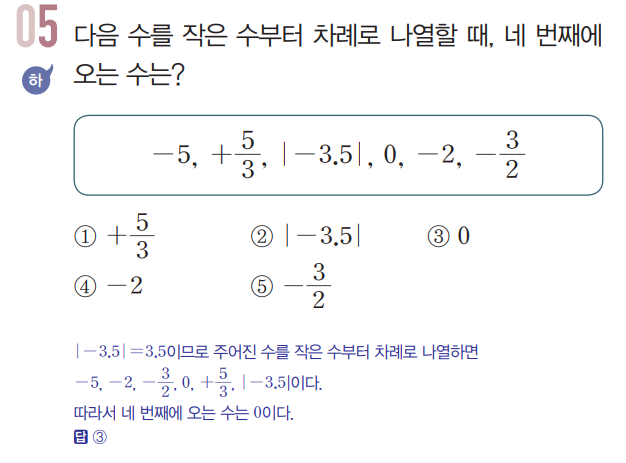 05 다음 수를 작은 수부터 차례로 나열할 때, 네 번째에
하 오는 수는?
−5, +5/3, |−3.5|, 0, −2, −3/2
① +5/3 ② |−3.5| ③ 0
④ −2 ⑤ −3/2
|−3.5|=3.5이므로 주어진 수를 작은 수부터 차례로 나열하면
−5, −2, −3/2, 0, +5/3, |−3.5|이다.
따라서 네 번째에 오는 수는 0이다.
답 ③